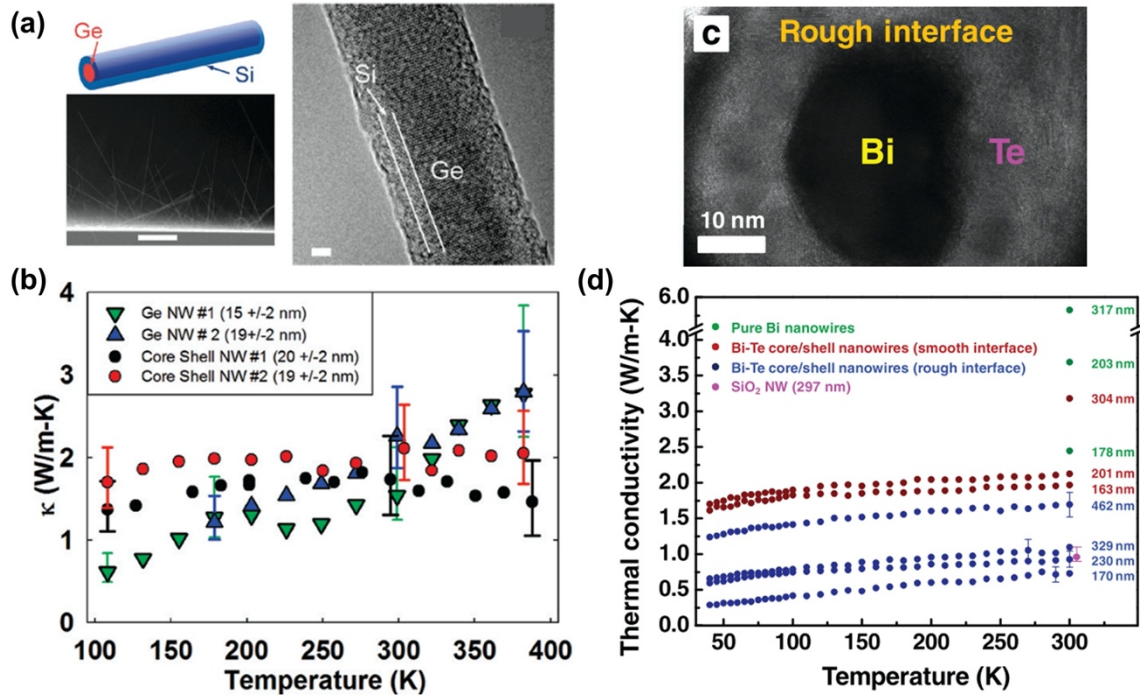 (a)
Ge
Si
Si
Ge
c
Rough interface
Bi
Te
10 nm
(b)
4
3
2
1
0
κ (W/m-K)
Ge NW #1 (15 +/-2 nm)
Ge NW # 2 (19+/-2 nm)
Core Shell NW #1 (20 +/-2 nm)
Core Shell NW #2 (19 +/-2 nm)
100 150 200 250 300 350 400
Temperature (K)
(d)
Thermal conductivity (W/m-K)
6.0
4.0
3.5
3.0
2.5
2.0
1.5
1.0
0.5
0.0
Pure Bi nanowires
Bi-Te core/shell nanowires (smooth interface)
Bi-Te core/shell nanowires (rough interface)
SiO₂ NW (297 nm)
317 nm
203 nm
304 nm
178 nm
201 nm
163 nm
462 nm
329 nm
230 nm
170 nm
50 100 150 200 250 300
Temperature (K)